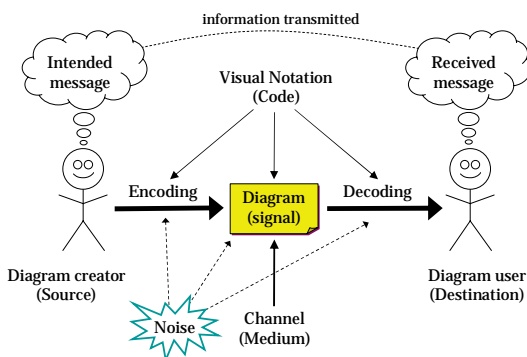 information transmitted
Intended
message
Received
message
Visual Notation
(Code)
Encoding
Decoding
Diagram
(signal)
Diagram creator
(Source)
Diagram user
(Destination)
Noise
Channel
(Medium)